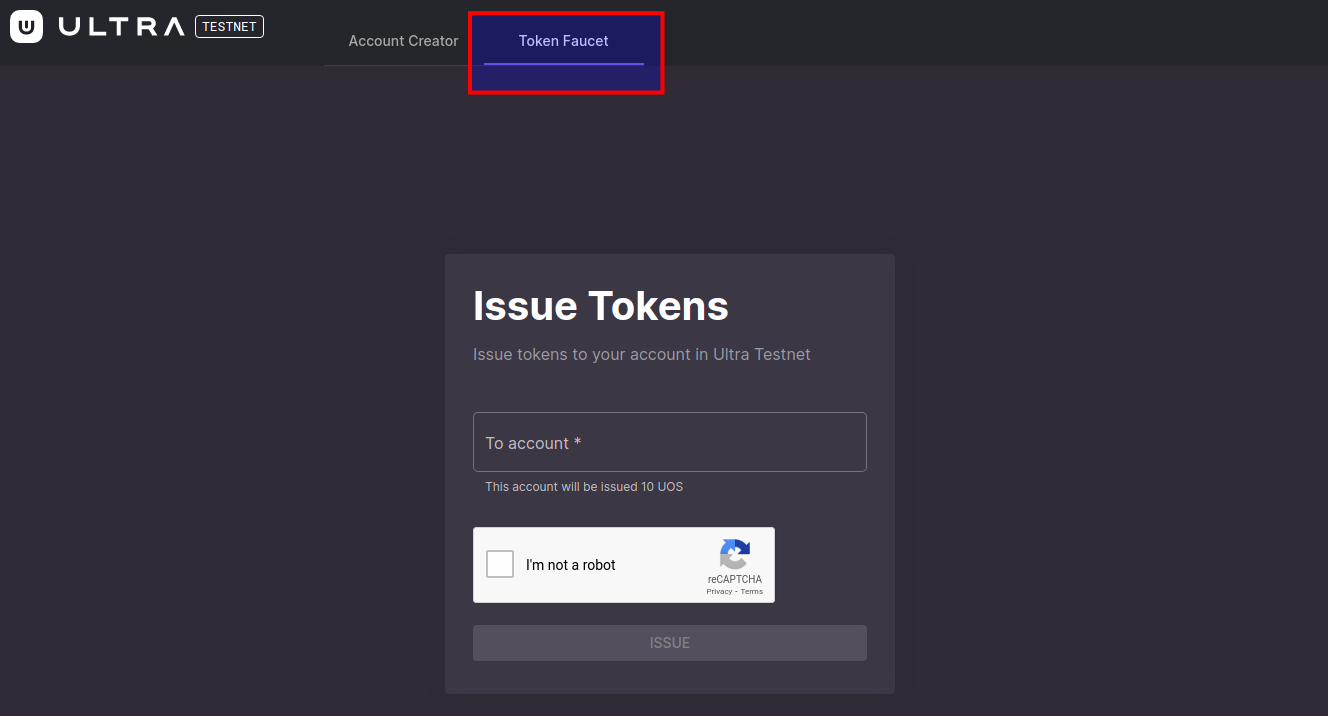 ULTRA TESTNET
Account Creator
Token Faucet
Issue Tokens
Issue tokens to your account in Ultra Testnet
To account *
This account will be issued 10 UOS
I'm not a robot
reCAPTCHA
Privacy - Terms
ISSUE